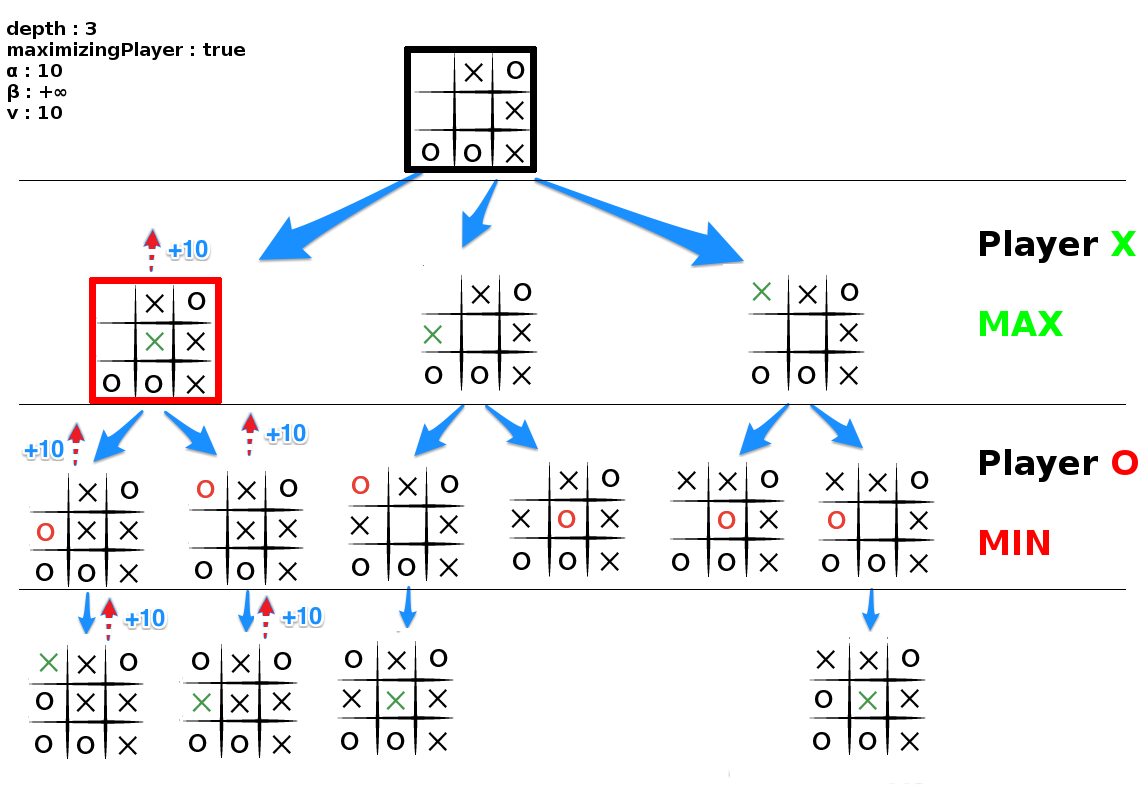 depth : 3
maximizingPlayer : true
α : 10
β : +∞
v : 10
× O
×
O O ×
+10
Player X
× O
× ×
O O ×
× O
× ×
O O ×
× × O
×
O O ×
MAX
+10
+10
Player O
× O
O × ×
O O ×
O × O
× ×
O O ×
O × O
× ×
O O ×
× O
× O ×
O O ×
× × O
O ×
O O ×
× × O
O ×
O O ×
MIN
+10
+10
× × O
O × ×
O O ×
O × O
× × ×
O O ×
O × O
× × ×
O O ×
× × O
O × ×
O O ×